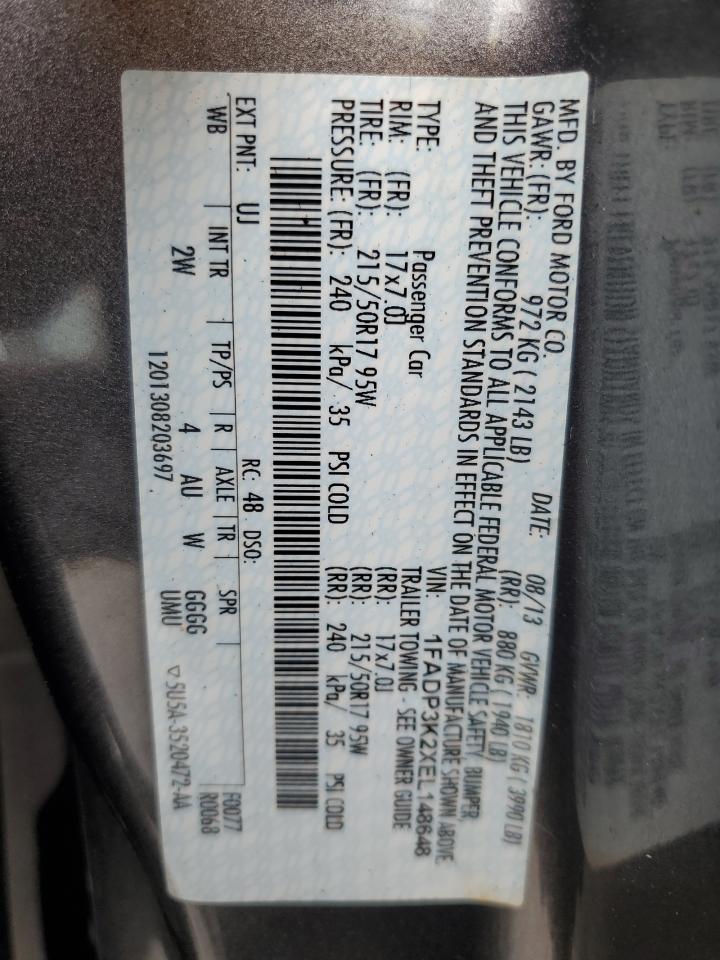 MFD. BY FORD MOTOR CO.
DATE: 08/13 GVWR: 1810 KG ( 3990 LB)
GAWR: (FR): 972 KG ( 2143 LB) (RR): 880 KG ( 1940 LB)
THIS VEHICLE CONFORMS TO ALL APPLICABLE FEDERAL MOTOR VEHICLE SAFETY, BUMPER,
AND THEFT PREVENTION STANDARDS IN EFFECT ON THE DATE OF MANUFACTURE SHOWN ABOVE.
VIN: 1FADP3K2XEL148648
TYPE: Passenger Car TRAILER TOWING - SEE OWNER GUIDE
RIM: (FR): 17x7.0J (RR): 17x7.0J
TIRE: (FR): 215/50R17 95W (RR): 215/50R17 95W
PRESSURE: (FR): 240 kPa/ 35 PSI COLD (RR): 240 kPa/ 35 PSI COLD
EXT PNT: UJ RC: 48 DSO:
F0077
WB INT TR TP/PS R AXLE TR SPR
R0068
2W 4 AU W GGGG
UMU
1201308203697 ▽ 5U5A-3520472-AA